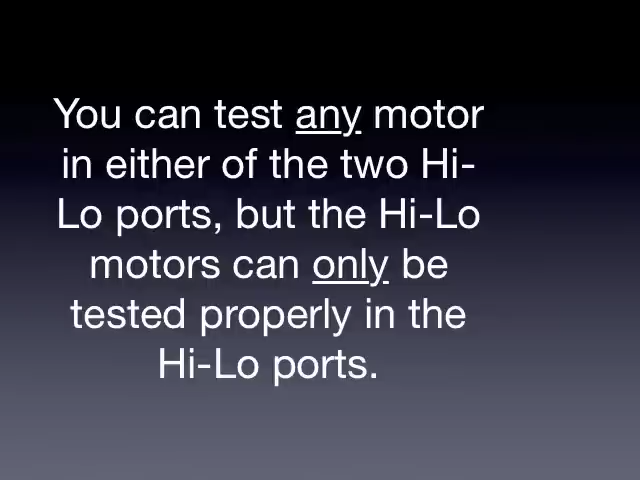 You can test any motor
in either of the two Hi-
Lo ports, but the Hi-Lo
motors can only be
tested properly in the
Hi-Lo ports.